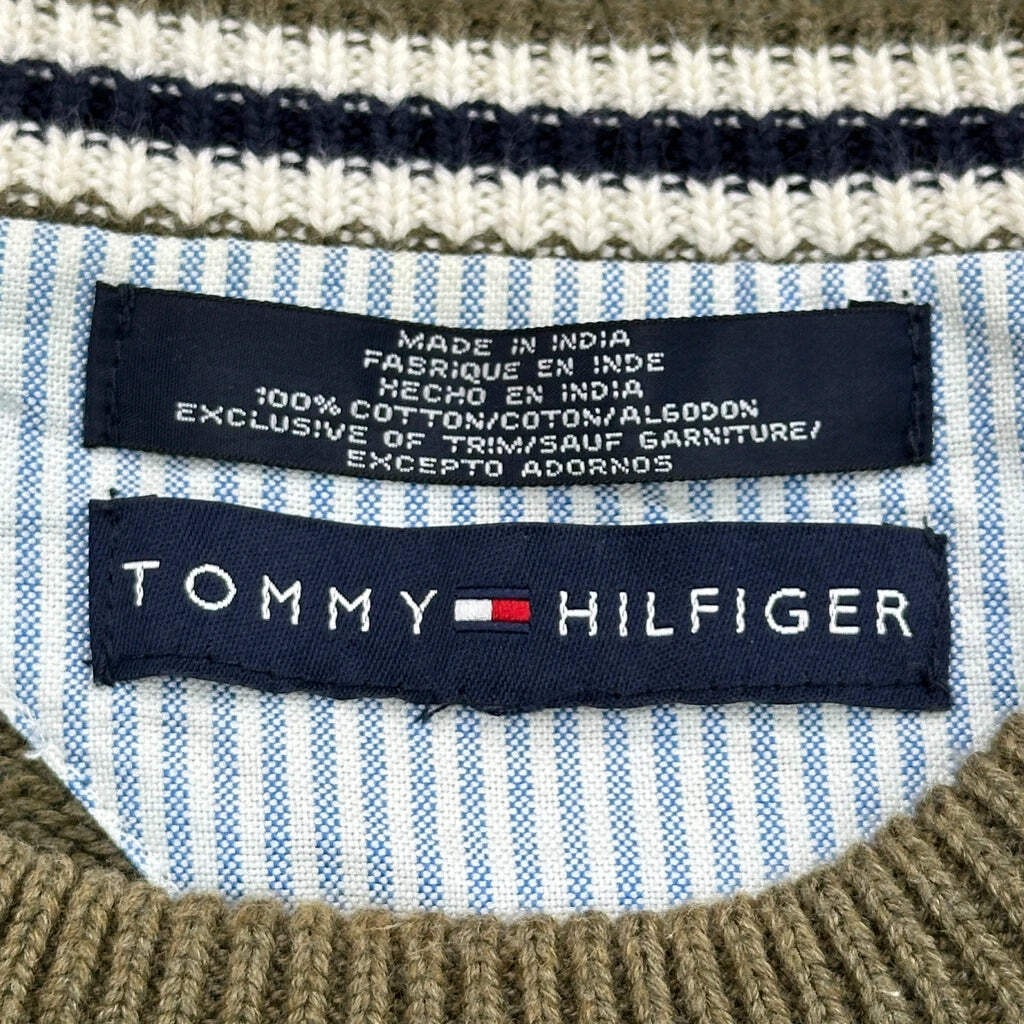 MADE IN INDIA
FABRIQUE EN INDE
HECHO EN INDIA
100% COTTON/COTON/ALGODON
EXCLUSIVE OF TRIM/SAUF GARNITURE/
EXCEPTO ADORNOS
TOMMY HILFIGER